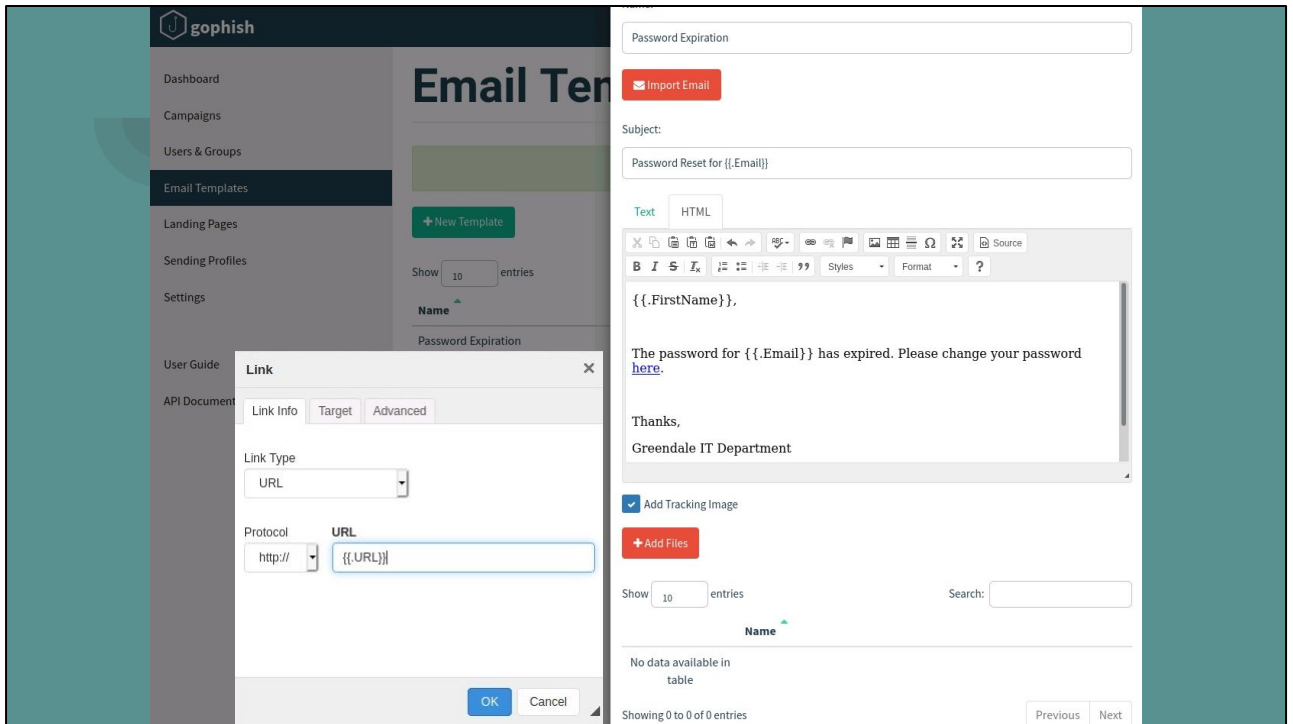 gophish
Dashboard
Campaigns
Users & Groups
Email Templates
Landing Pages
Sending Profiles
Settings
User Guide
API Document
Email Ten
New Template
Show 10 entries
Name
Password Expiration
Link
Link Info Target Advanced
Link Type
URL
Protocol URL
http:// {{.URL}}
OK Cancel
Password Expiration
Import Email
Subject:
Password Reset for {{.Email}}
Text HTML
ABC
Source
B I S Ix Styles Format ?
{{.FirstName}},
The password for {{.Email}} has expired. Please change your password
here.
Thanks,
Greendale IT Department
Add Tracking Image
Add Files
Show 10 entries Search:
Name
No data available in
table
Showing 0 to 0 of 0 entries Previous Next